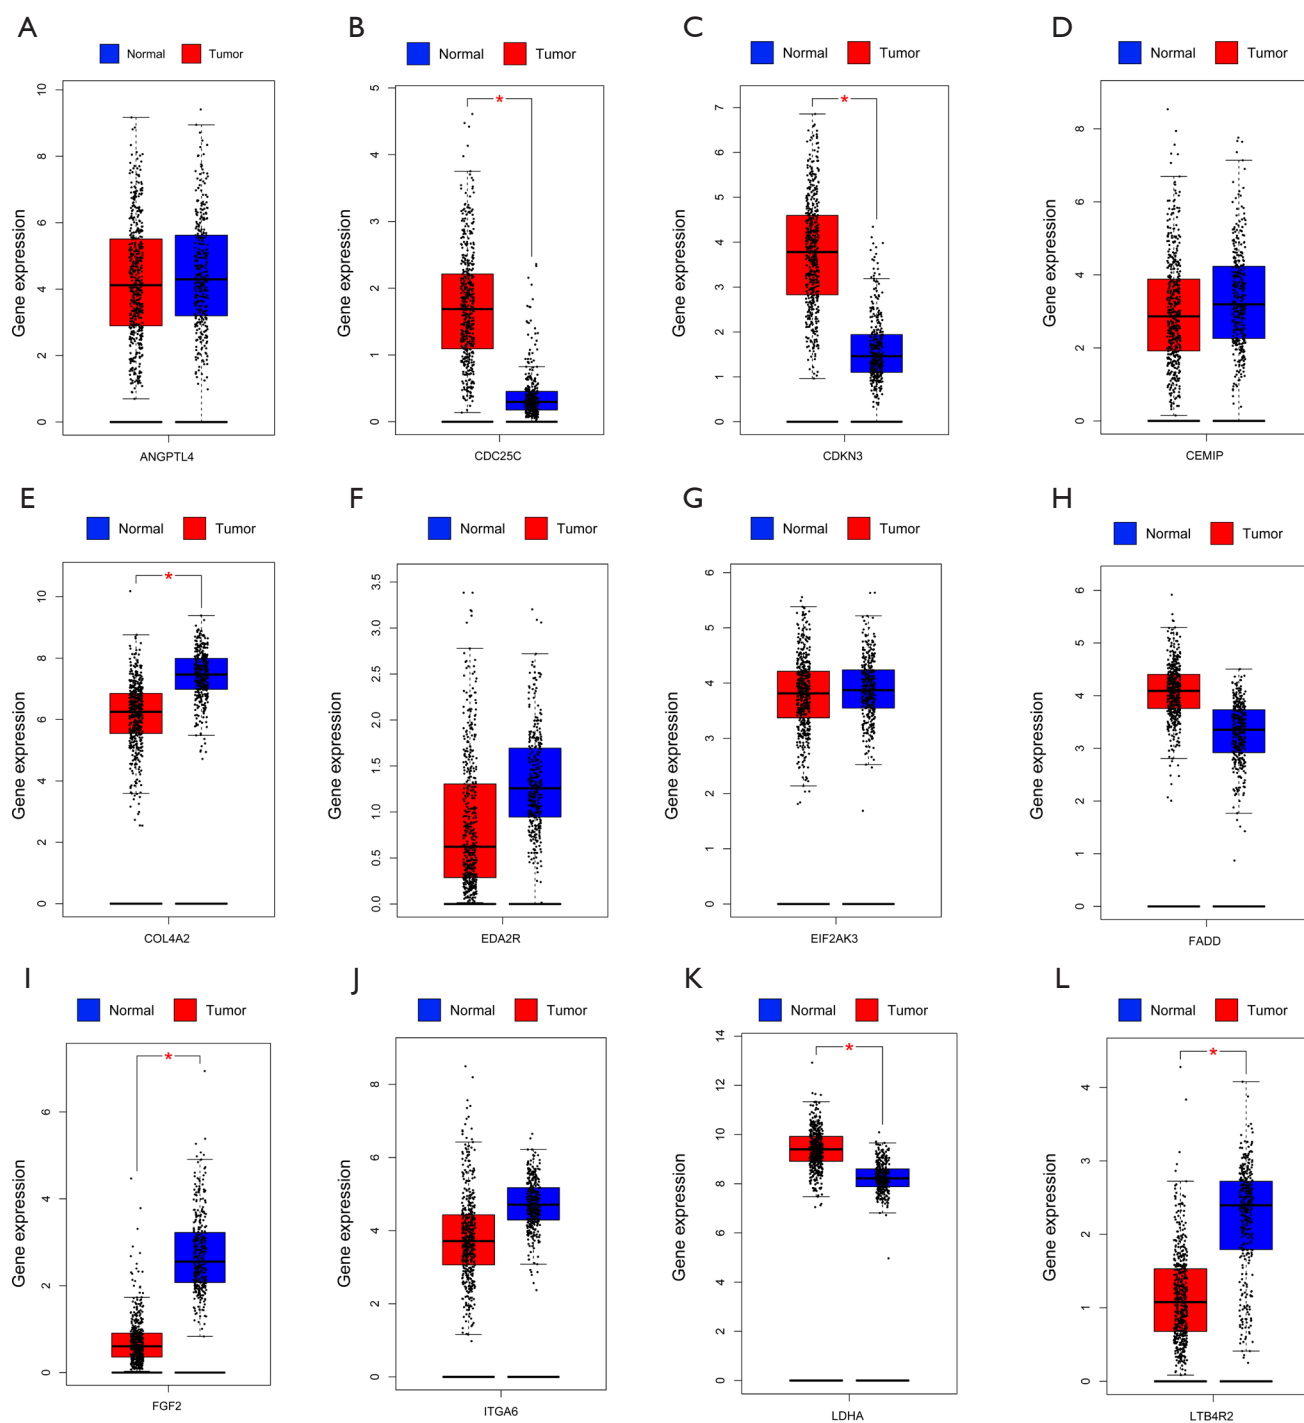 A
Normal Tumor
Gene expression
10
8
6
4
2
0
ANGPTL4
B
Normal Tumor
*
Gene expression
5
4
3
2
1
0
CDC25C
C
Normal Tumor
*
Gene expression
7
6
5
4
3
2
1
0
CDKN3
D
Normal Tumor
Gene expression
8
6
4
2
0
CEMIP
E
Normal Tumor
*
Gene expression
10
8
6
4
2
0
COL4A2
F
Normal Tumor
Gene expression
3.5
3.0
2.5
2.0
1.5
1.0
0.5
0.0
EDA2R
G
Normal Tumor
Gene expression
6
5
4
3
2
1
0
EIF2AK3
H
Normal Tumor
Gene expression
6
5
4
3
2
1
0
FADD
I
Normal Tumor
*
Gene expression
6
4
2
0
FGF2
J
Normal Tumor
Gene expression
8
6
4
2
0
ITGA6
K
Normal Tumor
*
Gene expression
14
12
10
8
6
4
2
0
LDHA
L
Normal Tumor
*
Gene expression
4
3
2
1
0
LTB4R2